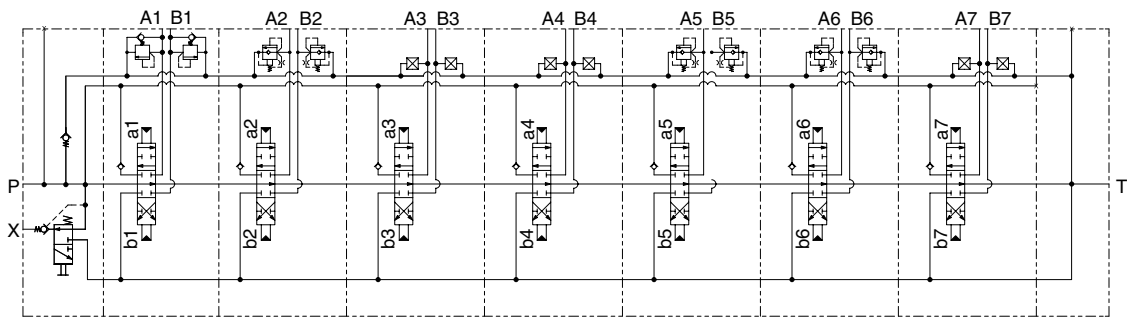 A1 B1 A2 B2 A3 B3 A4 B4 A5 B5 A6 B6 A7 B7
a1 a2 a3 a4 a5 a6 a7
P T
X
b1 b2 b3 b4 b5 b6 b7